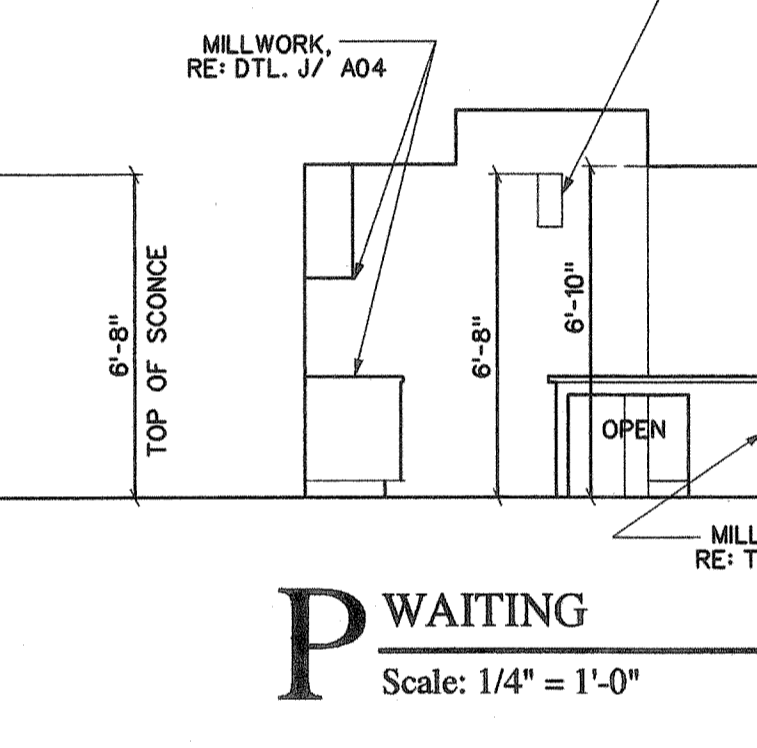 MILLWORK,
RE: DTL. J/ A04
6'-8"
TOP OF SCONCE
6'-8"
6'-10"
OPEN
MILL
RE: T
P WAITING
Scale: 1/4" = 1'-0"